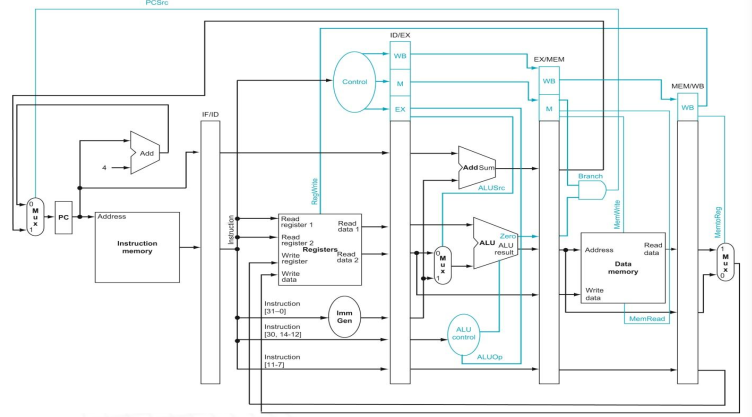 PCSrc
ID/EX
WB
EX/MEM
Control
M
WB
MEM/WB
EX
M
WB
IF/ID
Add
4
Add Sum
Branch
ALUSrc
RegWrite
MemWrite
MemtoReg
0
M
u
x
1
PC
Address
Instruction
memory
Instruction
Read
register 1
Read
data 1
Read
register 2
Registers
Write
register
Read
data 2
Write
data
0
M
u
x
1
Zero
ALU
ALU
result
Address
Read
data
Data
memory
Write
data
1
M
u
x
0
Instruction
[31–0]
Imm
Gen
MemRead
Instruction
[30, 14-12]
ALU
control
Instruction
[11-7]
ALUOp